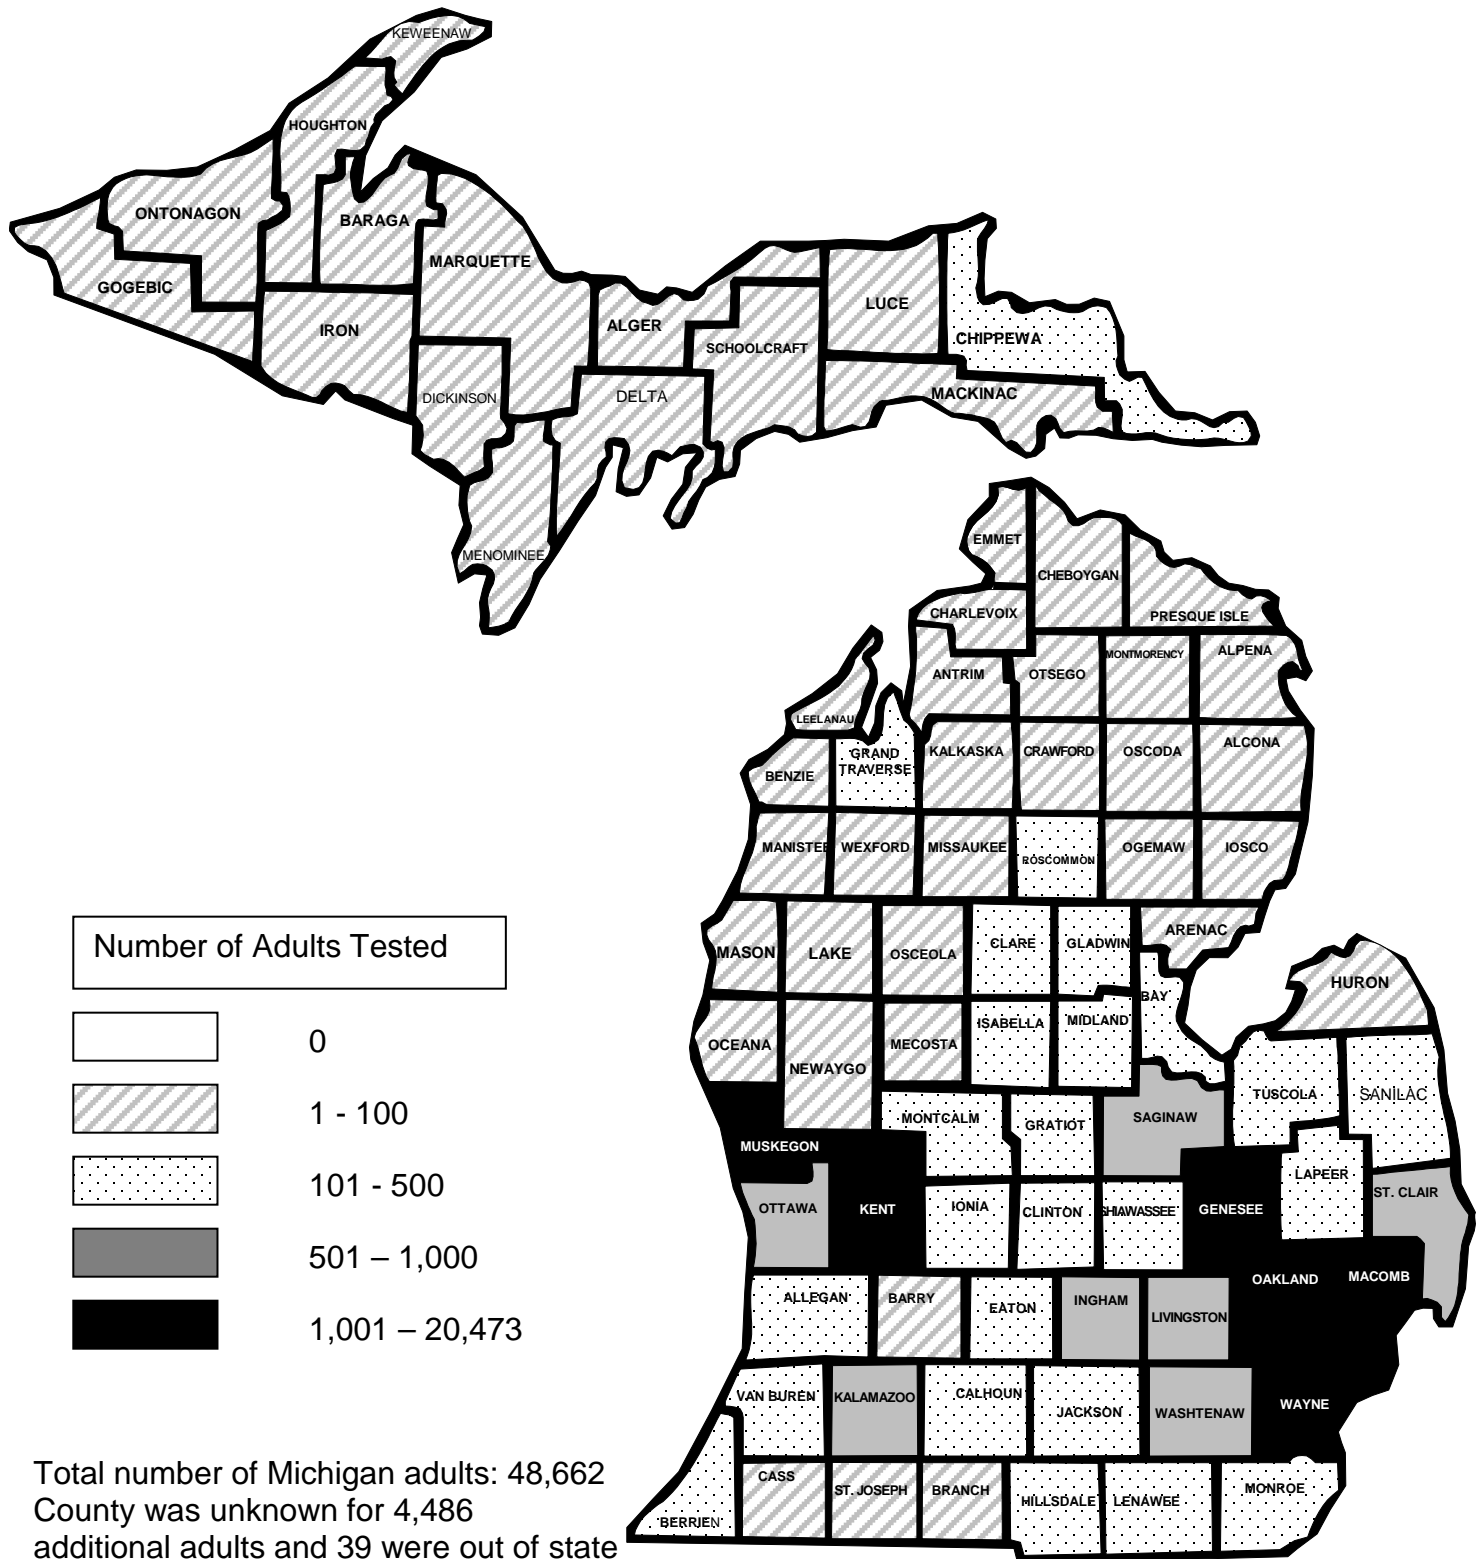 KEWEENAW
HOUGHTON
ONTONAGON
BARAGA
MARQUETTE
GOGEBIC
IRON
ALGER
LUCE
SCHOOLCRAFT
CHIPPEWA
DICKINSON
DELTA
MACKINAC
MENOMINEE
EMMET
CHEBOYGAN
CHARLEVOIX
PRESQUE ISLE
ANTRIM
OTSEGO
MONTMORENCY
ALPENA
LEELANAU
GRAND
TRAVERSE
BENZIE
KALKASKA
CRAWFORD
OSCODA
ALCONA
MANISTEE
WEXFORD
MISSAUKEE
ROSCOMMON
OGEMAW
IOSCO
MASON
LAKE
OSCEOLA
CLARE
GLADWIN
ARENAC
HURON
OCEANA
NEWAYGO
MECOSTA
ISABELLA
MIDLAND
BAY
TUSCOLA
SANILAC
MUSKEGON
MONTCALM
GRATIOT
SAGINAW
LAPEER
ST. CLAIR
OTTAWA
KENT
IONIA
CLINTON
SHIAWASSEE
GENESEE
OAKLAND
MACOMB
ALLEGAN
BARRY
EATON
INGHAM
LIVINGSTON
VAN BUREN
KALAMAZOO
CALHOUN
JACKSON
WASHTENAW
WAYNE
BERRIEN
CASS
ST. JOSEPH
BRANCH
HILLSDALE
LENAWEE
MONROE
Number of Adults Tested
0
1 - 100
101 - 500
501 – 1,000
1,001 – 20,473
Total number of Michigan adults: 48,662
County was unknown for 4,486
additional adults and 39 were out of state